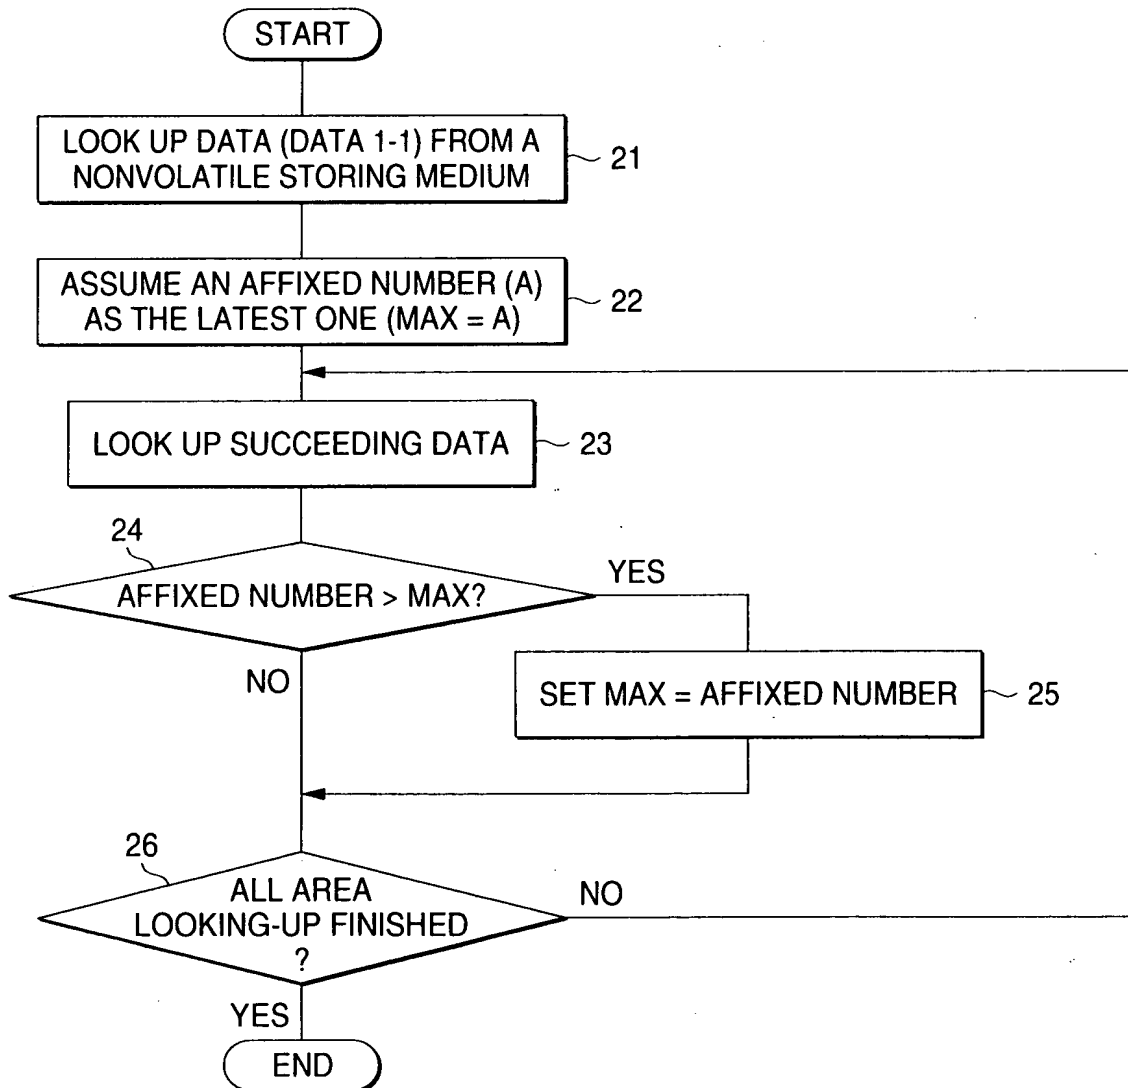 START
LOOK UP DATA (DATA 1-1) FROM A
NONVOLATILE STORING MEDIUM
21
ASSUME AN AFFIXED NUMBER (A)
AS THE LATEST ONE (MAX = A)
22
LOOK UP SUCCEEDING DATA
23
24
AFFIXED NUMBER > MAX?
YES
NO
SET MAX = AFFIXED NUMBER
25
26
ALL AREA
LOOKING-UP FINISHED
?
NO
YES
END